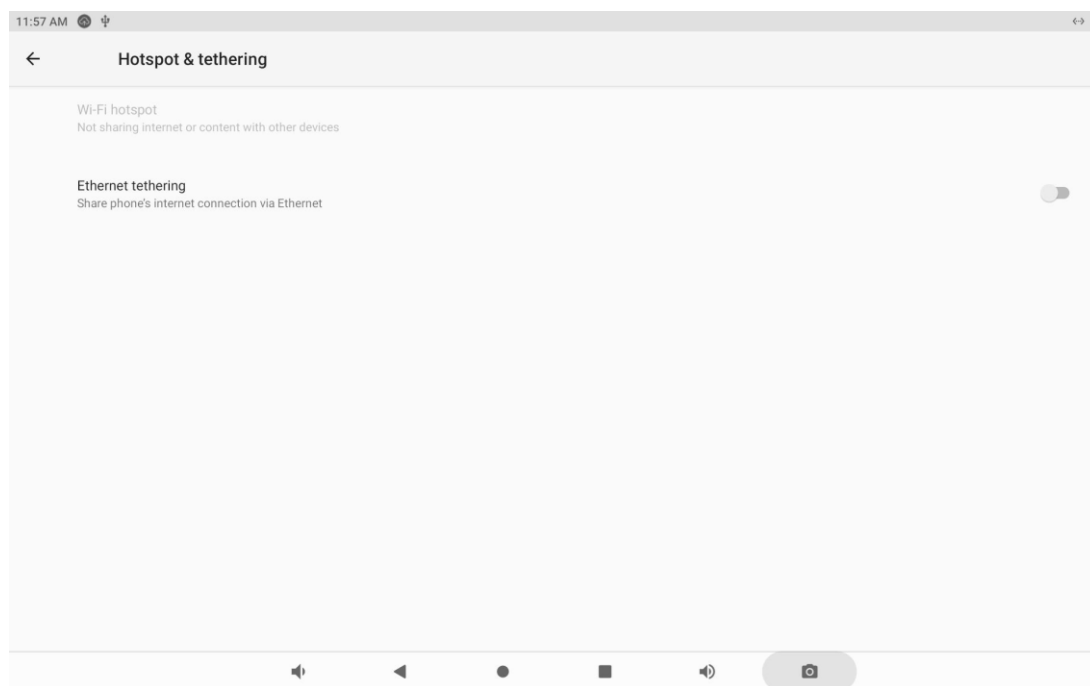 11:57 AM
Hotspot & tethering
Wi-Fi hotspot
Not sharing internet or content with other devices
Ethernet tethering
Share phone's internet connection via Ethernet